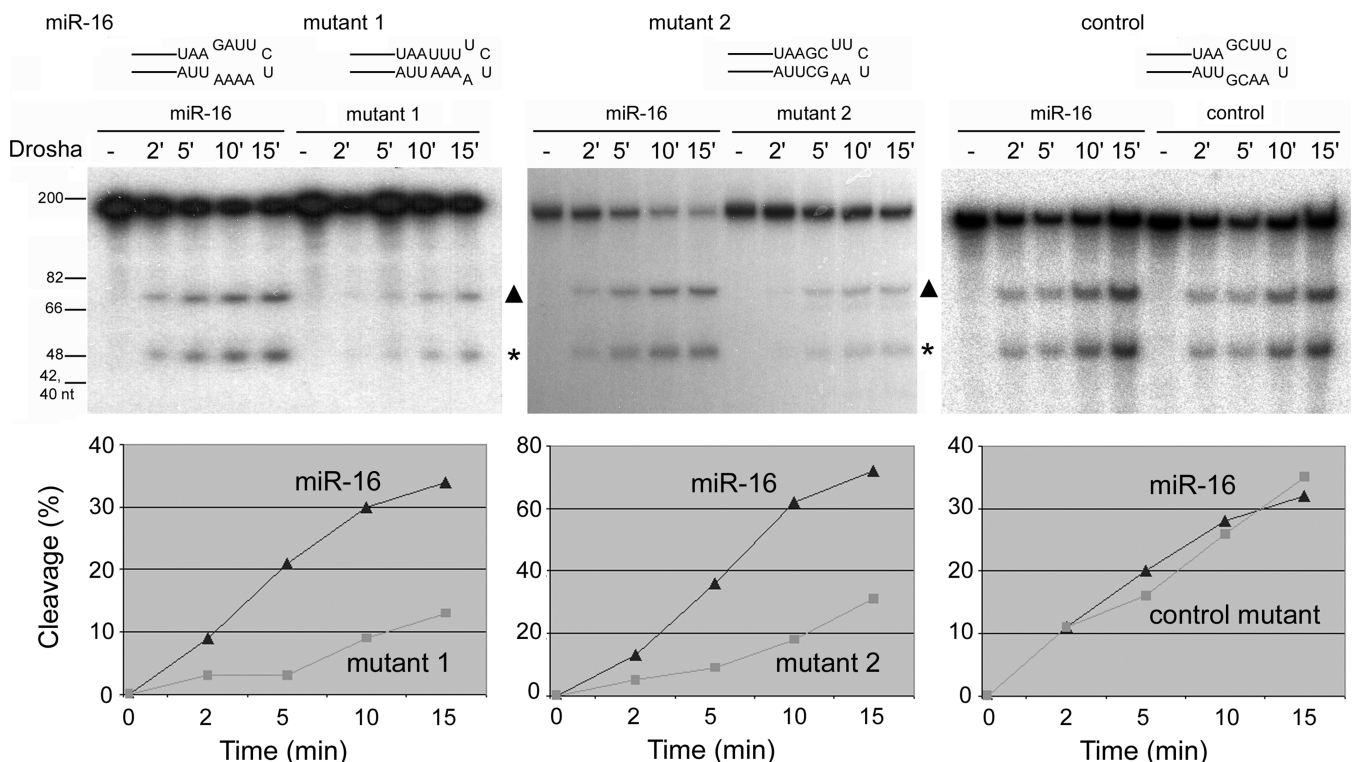 miR-16 mutant 1 mutant 2 control
GAUU U UU GCUU
UAA C UAAUUU C UAAGC C UAA C
AUU U AUUAAA U AUUCG U AUU U
AAAA A AA GCAA
miR-16 mutant 1 miR-16 mutant 2 miR-16 control
Drosha - 2' 5' 10' 15' - 2' 5' 10' 15' - 2' 5' 10' 15' - 2' 5' 10' 15' - 2' 5' 10' 15' - 2' 5' 10' 15'
200
82
66
48 * *
42,
40 nt
Cleavage (%)
40
30
20
10
0
miR-16
mutant 1
0 2 5 10 15
Time (min)
80
60
40
20
0
miR-16
mutant 2
0 2 5 10 15
Time (min)
40
30
20
10
0
miR-16
control mutant
0 2 5 10 15
Time (min)